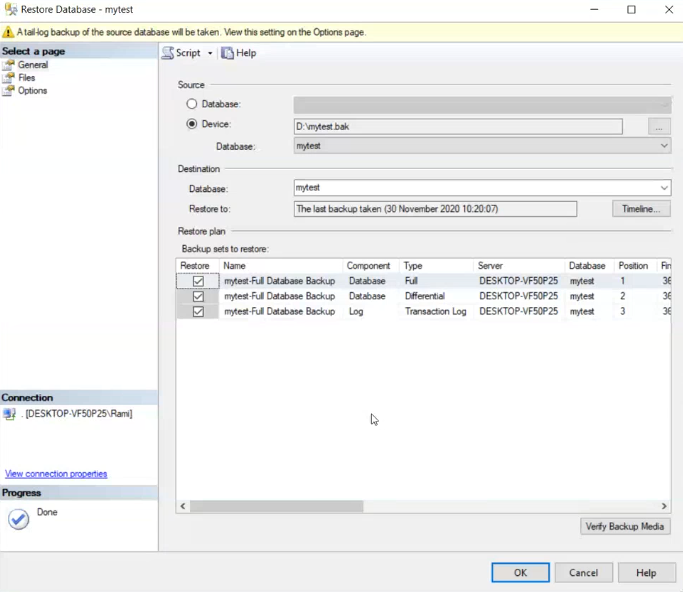 Restore Database - mytest
A tail-log backup of the source database will be taken. View this setting on the Options page.
Select a page
General
Files
Options
Script
Help
Source
Database:
Device:
D:\mytest.bak
...
Database:
mytest
Destination
Database:
mytest
Restore to:
The last backup taken (30 November 2020 10:20:07)
Timeline...
Restore plan
Backup sets to restore:
Restore Name Component Type Server Database Position
mytest-Full Database Backup Database Full DESKTOP-VF50P25 mytest 1
mytest-Full Database Backup Database Differential DESKTOP-VF50P25 mytest 2
mytest-Full Database Backup Log Transaction Log DESKTOP-VF50P25 mytest 3
Connection
. [DESKTOP-VF50P25\Rami]
View connection properties
Progress
Done
Verify Backup Media
OK Cancel Help